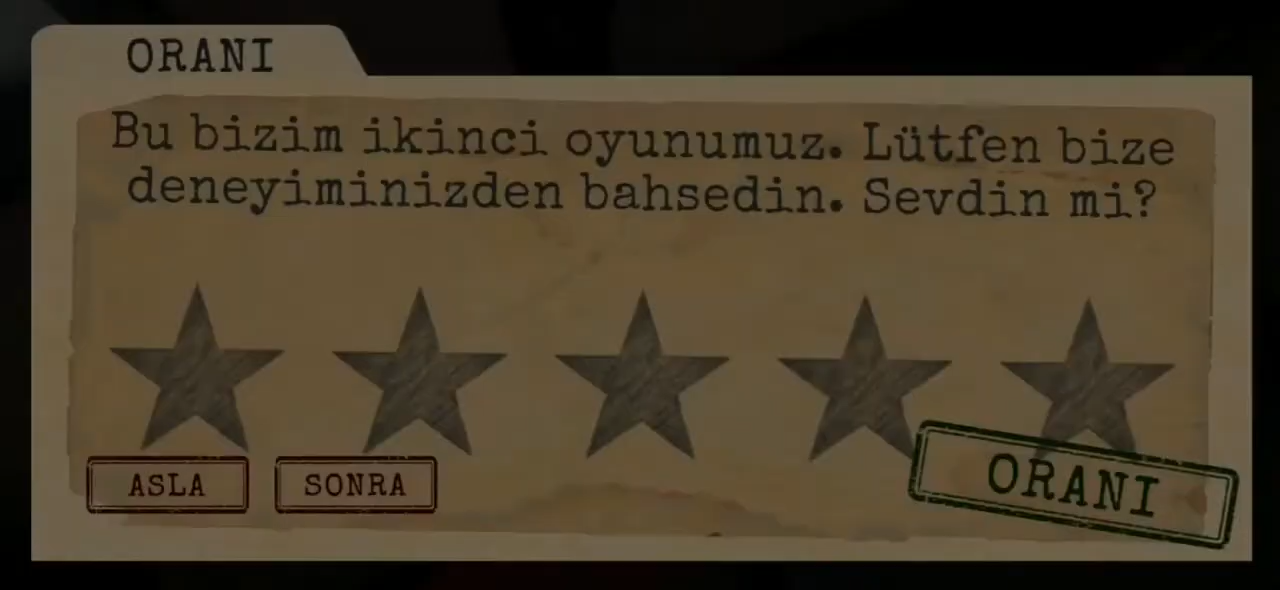 ORANI
Bu bizim ikinci oyunumuz. Lütfen bize
deneyiminizden bahsedin. Sevdin mi?
ASLA
SONRA
ORANI